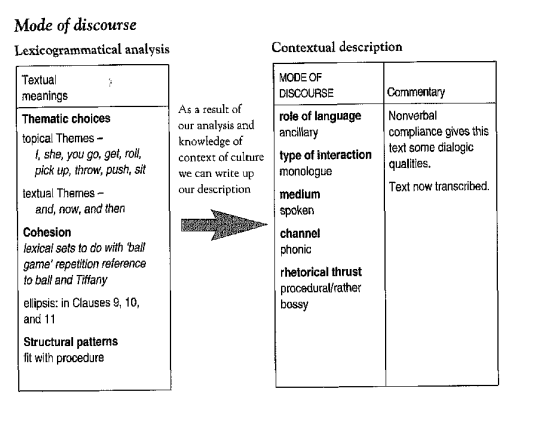 Mode of discourse
Lexicogrammatical analysis
Textual
meanings
Thematic choices
topical Themes –
I, she, you go, get, roll,
pick up, throw, push, sit
textual Themes –
and, now, and then
Cohesion
lexical sets to do with 'ball
game' repetition reference
to ball and Tiffany
ellipsis: in Clauses 9, 10,
and 11
Structural patterns
fit with procedure
As a result of
our analysis and
knowledge of
context of culture
we can write up
our description
Contextual description
MODE OF
DISCOURSE
role of language
ancillary
type of interaction
monologue
medium
spoken
channel
phonic
rhetorical thrust
procedural/rather
bossy
Commentary
Nonverbal
compliance gives this
text some dialogic
qualities.
Text now transcribed.